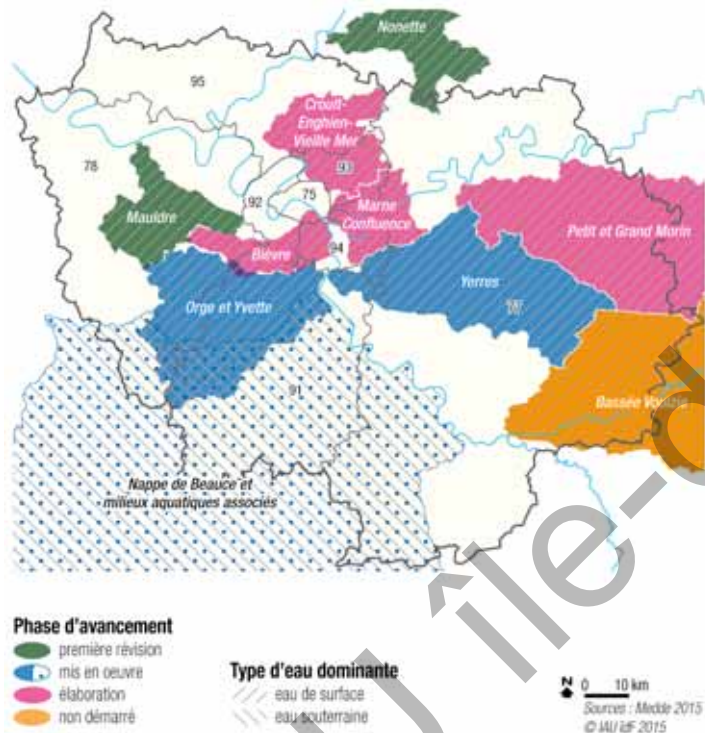 Nonette
95
Croult-
Enghien-
Vieille Mer
78
93
92
75
Mauldre
Marne
Confluence
94
Petit et Grand Morin
Bièvre
Yerres
Orge et Yvette
77
91
Bassée Voulzie
Nappe de Beauce et
milieux aquatiques associés
Phase d'avancement
première révision
mis en oeuvre
élaboration
non démarré
Type d'eau dominante
eau de surface
eau souterraine
N 0 10 km
Sources : Medde 2015
© IAU îdF 2015
U île-d